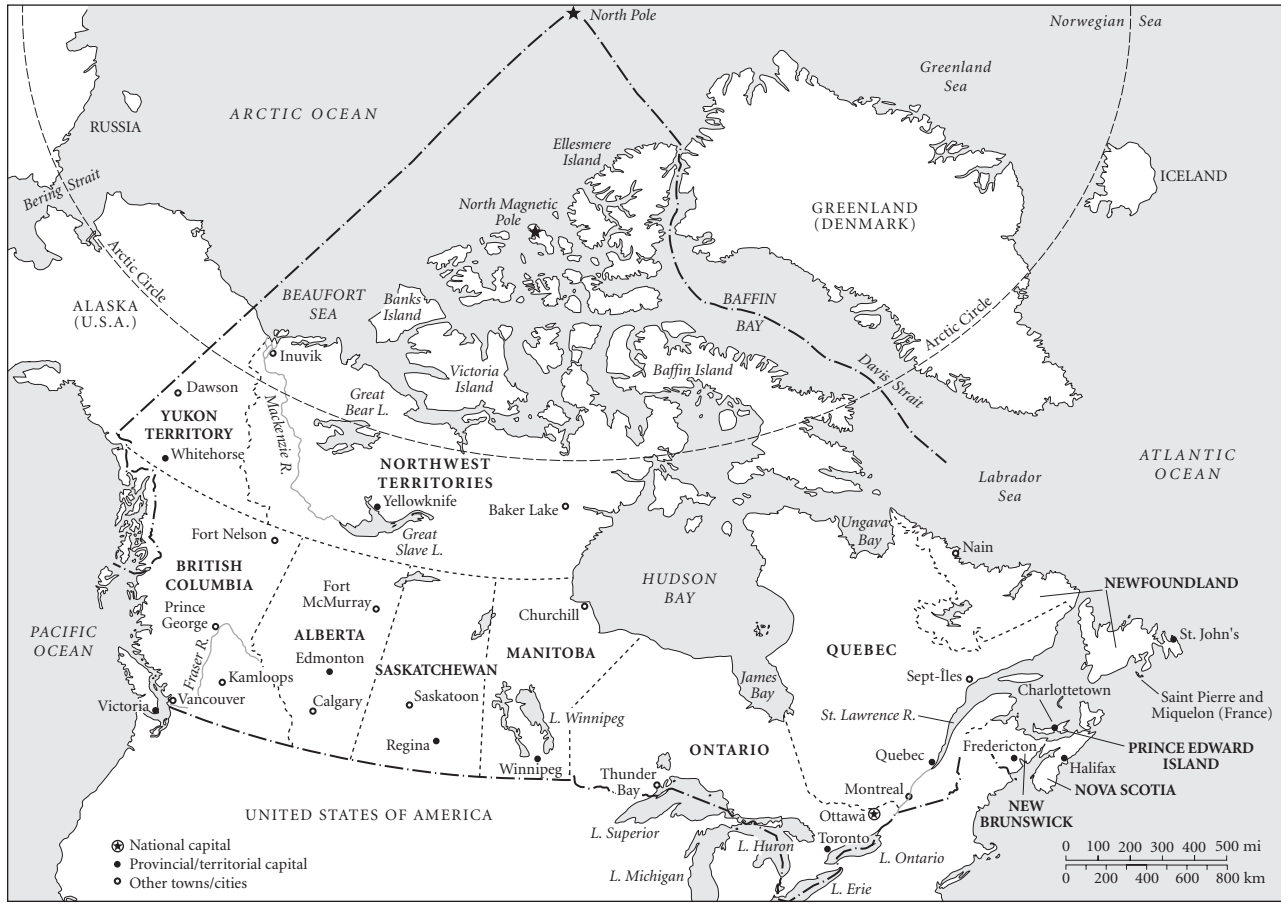 North Pole
Norwegian Sea
Greenland
Sea
ARCTIC OCEAN
RUSSIA
Ellesmere
Island
Bering Strait
ICELAND
North Magnetic
Pole
GREENLAND
(DENMARK)
Arctic Circle
ALASKA
(U.S.A.)
BEAUFORT
SEA
Banks
Island
BAFFIN
BAY
Arctic Circle
Inuvik
Victoria
Island
Baffin Island
Davis Strait
Dawson
Great
Bear L.
Mackenzie R.
YUKON
TERRITORY
Whitehorse
NORTHWEST
TERRITORIES
Yellowknife
Baker Lake
Labrador
Sea
ATLANTIC
OCEAN
Fort Nelson
Great
Slave L.
Ungava
Bay
Nain
BRITISH
COLUMBIA
Fort
McMurray
HUDSON
BAY
NEWFOUNDLAND
Prince
George
Churchill
PACIFIC
OCEAN
Fraser R.
ALBERTA
Edmonton
SASKATCHEWAN
MANITOBA
QUEBEC
St. John's
Kamloops
James
Bay
Sept-Îles
Charlottetown
Saint Pierre and
Miquelon (France)
Victoria
Vancouver
Calgary
Saskatoon
L. Winnipeg
St. Lawrence R.
Regina
Winnipeg
ONTARIO
Quebec
Fredericton
PRINCE EDWARD
ISLAND
Halifax
Thunder
Bay
Montreal
NOVA SCOTIA
NEW
BRUNSWICK
UNITED STATES OF AMERICA
Ottawa
L. Superior
Toronto
L. Huron
L. Ontario
L. Michigan
L. Erie
National capital
Provincial/territorial capital
Other towns/cities
0 100 200 300 400 500 mi
0 200 400 600 800 km